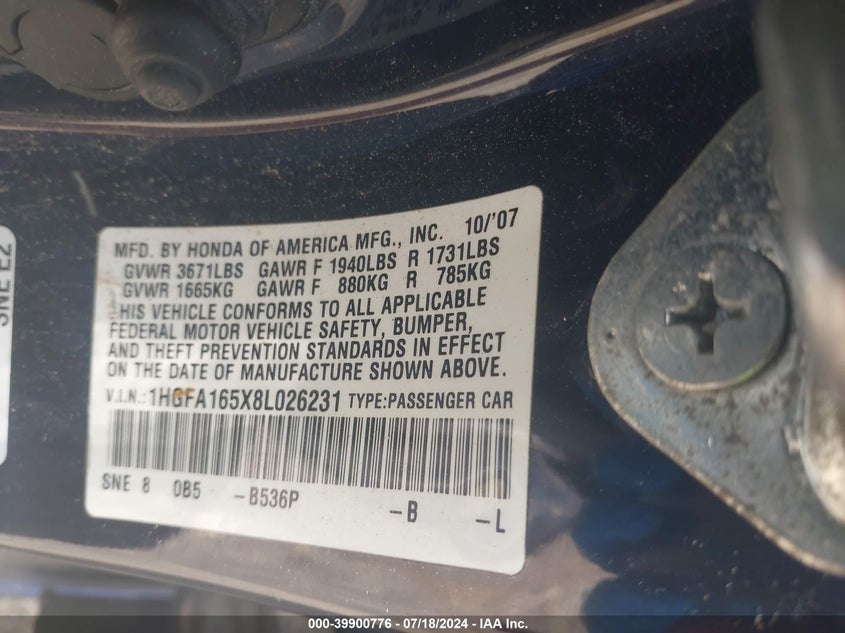 MFD. BY HONDA OF AMERICA MFG., INC. 10/'07
GVWR 3671LBS GAWR F 1940LBS R 1731LBS
GVWR 1665KG GAWR F 880KG R 785KG
THIS VEHICLE CONFORMS TO ALL APPLICABLE
FEDERAL MOTOR VEHICLE SAFETY, BUMPER,
AND THEFT PREVENTION STANDARDS IN EFFECT
ON THE DATE OF MANUFACTURE SHOWN ABOVE.
V.I.N.: 1HGFA165X8L026231 TYPE:PASSENGER CAR
SNE 8 0B5 -B536P -B -L
SNE E2
000-39900776 - 07/18/2024 - IAA Inc.